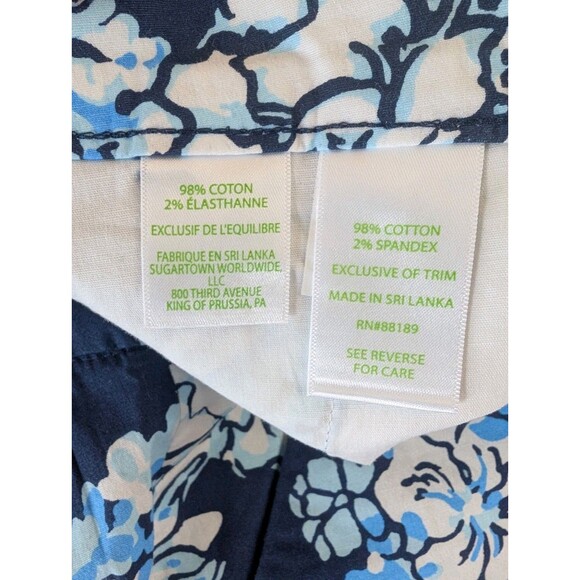 98% COTON
2% ÉLASTHANNE
EXCLUSIF DE L'EQUILIBRE
FABRIQUE EN SRI LANKA
SUGARTOWN WORLDWIDE,
LLC
800 THIRD AVENUE
KING OF PRUSSIA, PA
98% COTTON
2% SPANDEX
EXCLUSIVE OF TRIM
MADE IN SRI LANKA
RN#88189
SEE REVERSE
FOR CARE